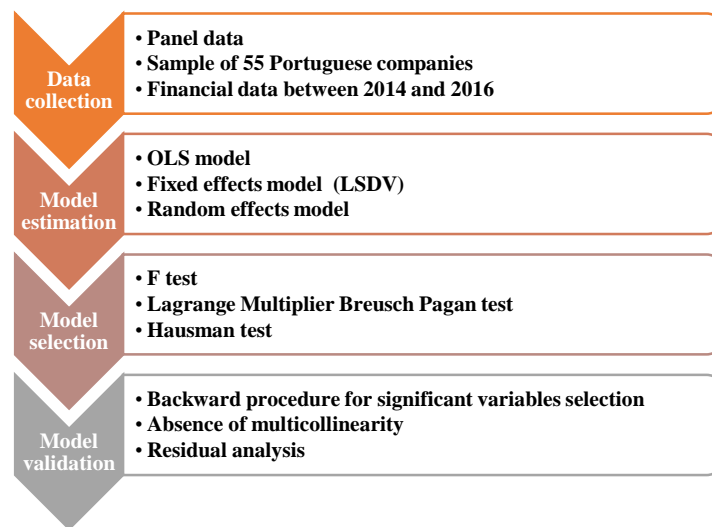 Data
collection
• Panel data
• Sample of 55 Portuguese companies
• Financial data between 2014 and 2016
Model
estimation
• OLS model
• Fixed effects model (LSDV)
• Random effects model
Model
selection
• F test
• Lagrange Multiplier Breusch Pagan test
• Hausman test
Model
validation
• Backward procedure for significant variables selection
• Absence of multicollinearity
• Residual analysis